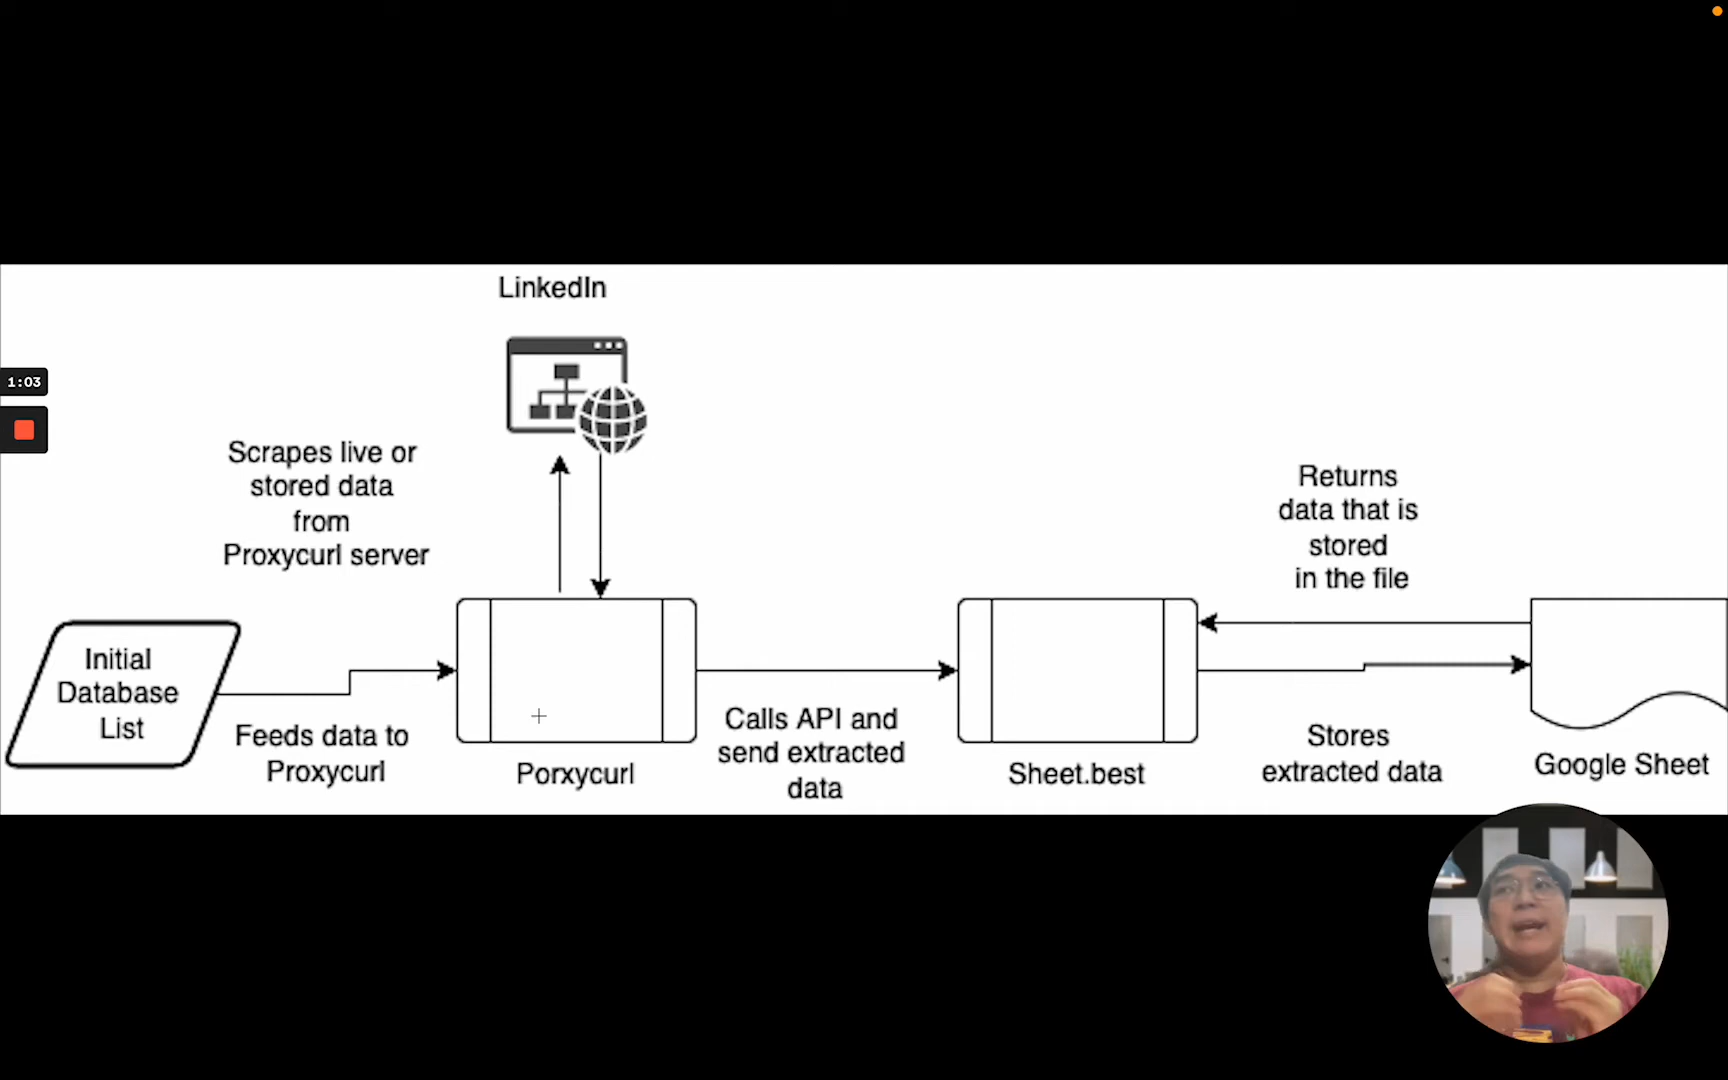 LinkedIn
1:03
Scrapes live or
stored data
from
Proxycurl server
Returns
data that is
stored
in the file
Initial
Database
List
Feeds data to
Proxycurl
Porxycurl
Calls API and
send extracted
data
Sheet.best
Stores
extracted data
Google Sheet